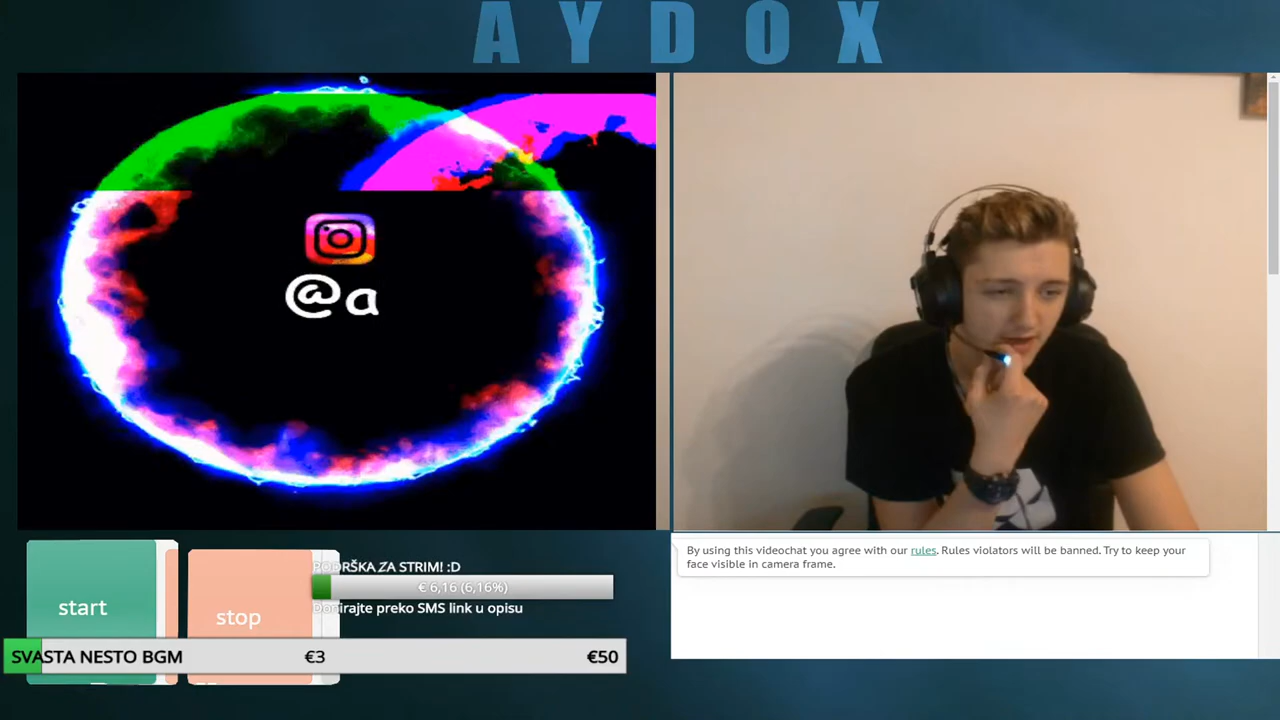 AYDOX
@a
start
stop
PODRŠKA ZA STRIM! :D
€ 6,16 (6,16%)
Donirajte preko SMS link u opisu
SVASTA NESTO BGM €3 €50
By using this videochat you agree with our rules. Rules violators will be banned. Try to keep your
face visible in camera frame.